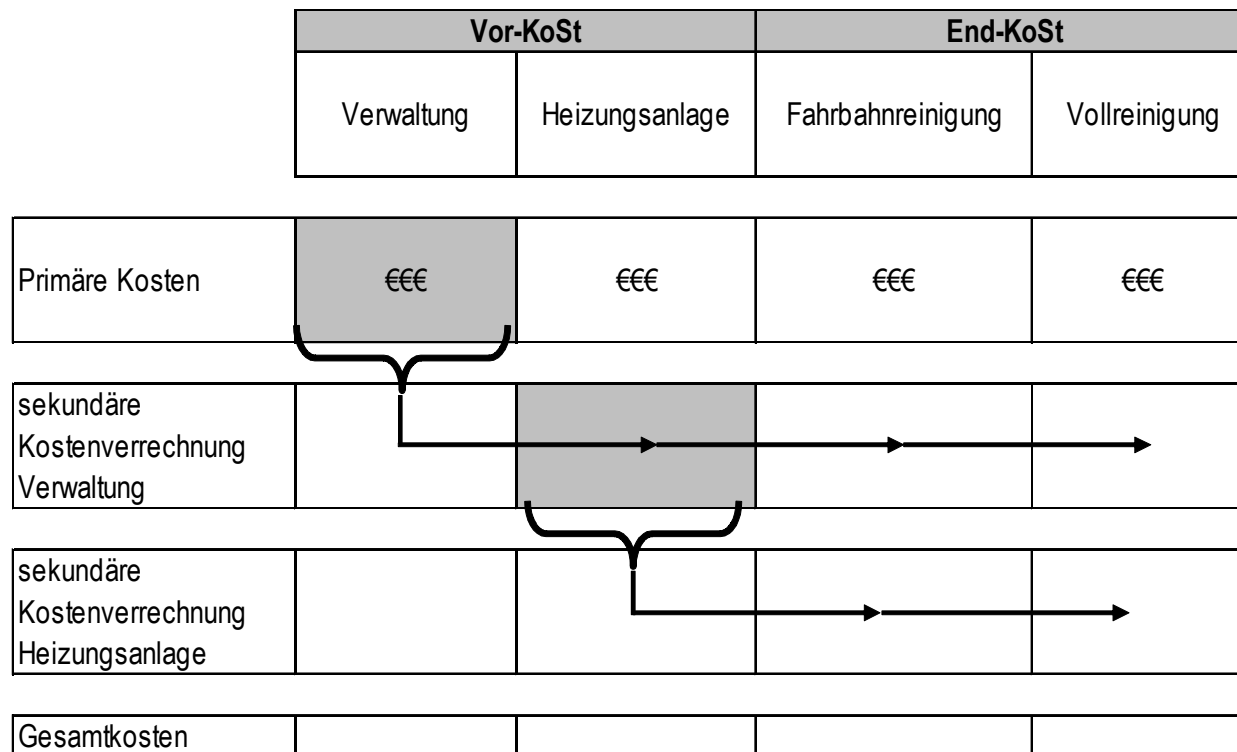 Vor-KoSt End-KoSt
Verwaltung Heizungsanlage Fahrbahnreinigung Vollreinigung
Primäre Kosten €€€ €€€ €€€ €€€
sekundäre
Kostenverrechnung
Verwaltung
sekundäre
Kostenverrechnung
Heizungsanlage
Gesamtkosten